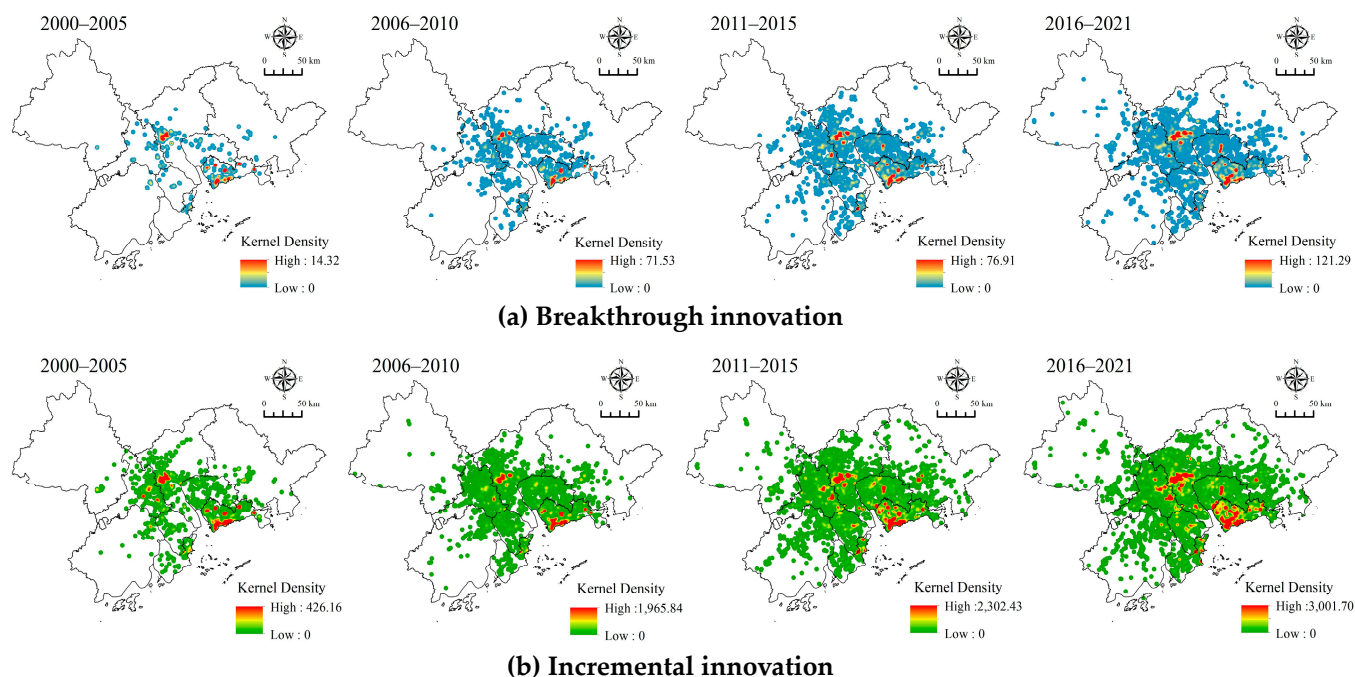 2000–2005
N
W E
S
0 50 km
Kernel Density
High : 14.32
Low : 0
2006–2010
N
W E
S
0 50 km
Kernel Density
High : 71.53
Low : 0
2011–2015
N
W E
S
0 50 km
Kernel Density
High : 76.91
Low : 0
2016–2021
N
W E
S
0 50 km
Kernel Density
High : 121.29
Low : 0
(a) Breakthrough innovation
2000–2005
N
W E
S
0 50 km
Kernel Density
High : 426.16
Low : 0
2006–2010
N
W E
S
0 50 km
Kernel Density
High :1,965.84
Low : 0
2011–2015
N
W E
S
0 50 km
Kernel Density
High :2,302.43
Low : 0
2016–2021
N
W E
S
0 50 km
Kernel Density
High :3,001.70
Low : 0
(b) Incremental innovation